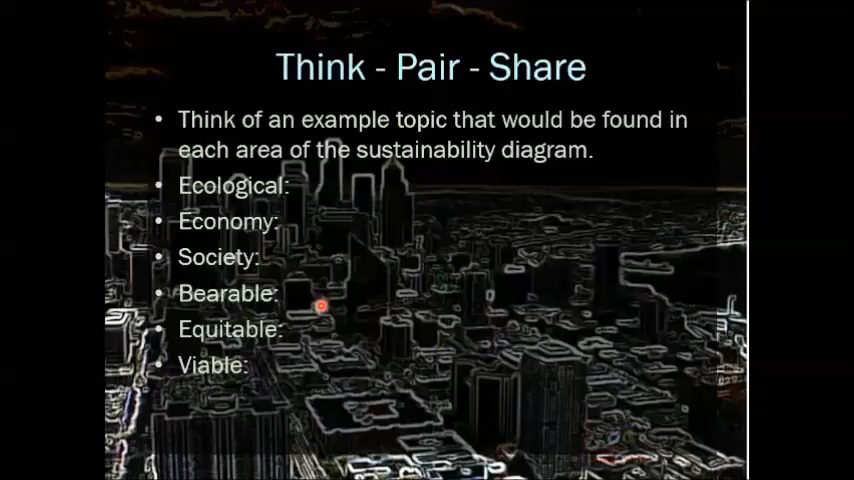 Think - Pair - Share
• Think of an example topic that would be found in
each area of the sustainability diagram.
• Ecological:
• Economy:
• Society:
• Bearable:
• Equitable:
• Viable: